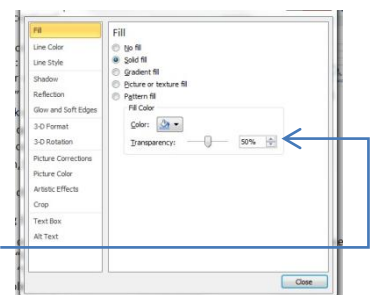 Fill
Line Color
Line Style
Shadow
Reflection
Glow and Soft Edges
3-D Format
3-D Rotation
Picture Corrections
Picture Color
Artistic Effects
Crop
Text Box
Alt Text
Fill
No fill
Solid fill
Gradient fill
Picture or texture fill
Pattern fill
Fill Color
Color:
Transparency: 50%
Close